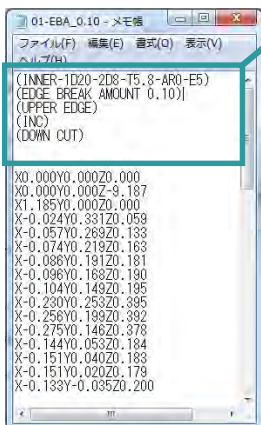 01-EBA_0.10 - メモ帳
ファイル(F) 編集(E) 書式(O) 表示(V)
ヘルプ(H)
(INNER-1D20-2D8-T5.8-AR0-E5)
(EDGE BREAK AMOUNT 0.10)
(UPPER EDGE)
(INC)
(DOWN CUT)
X0.000Y0.000Z0.000
X0.000Y0.000Z-9.187
X1.185Y0.000Z0.000
X-0.024Y0.331Z0.059
X-0.057Y0.269Z0.133
X-0.074Y0.219Z0.163
X-0.086Y0.191Z0.181
X-0.096Y0.168Z0.190
X-0.104Y0.149Z0.195
X-0.230Y0.253Z0.395
X-0.256Y0.199Z0.392
X-0.275Y0.146Z0.378
X-0.144Y0.053Z0.184
X-0.151Y0.040Z0.183
X-0.151Y0.020Z0.179
X-0.133Y-0.035Z0.200